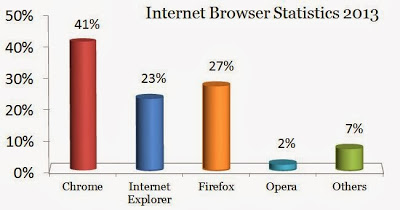 Internet Browser Statistics 2013
50%
40%
30%
20%
10%
0%
41%
23%
27%
2%
7%
Chrome
Internet
Explorer
Firefox
Opera
Others